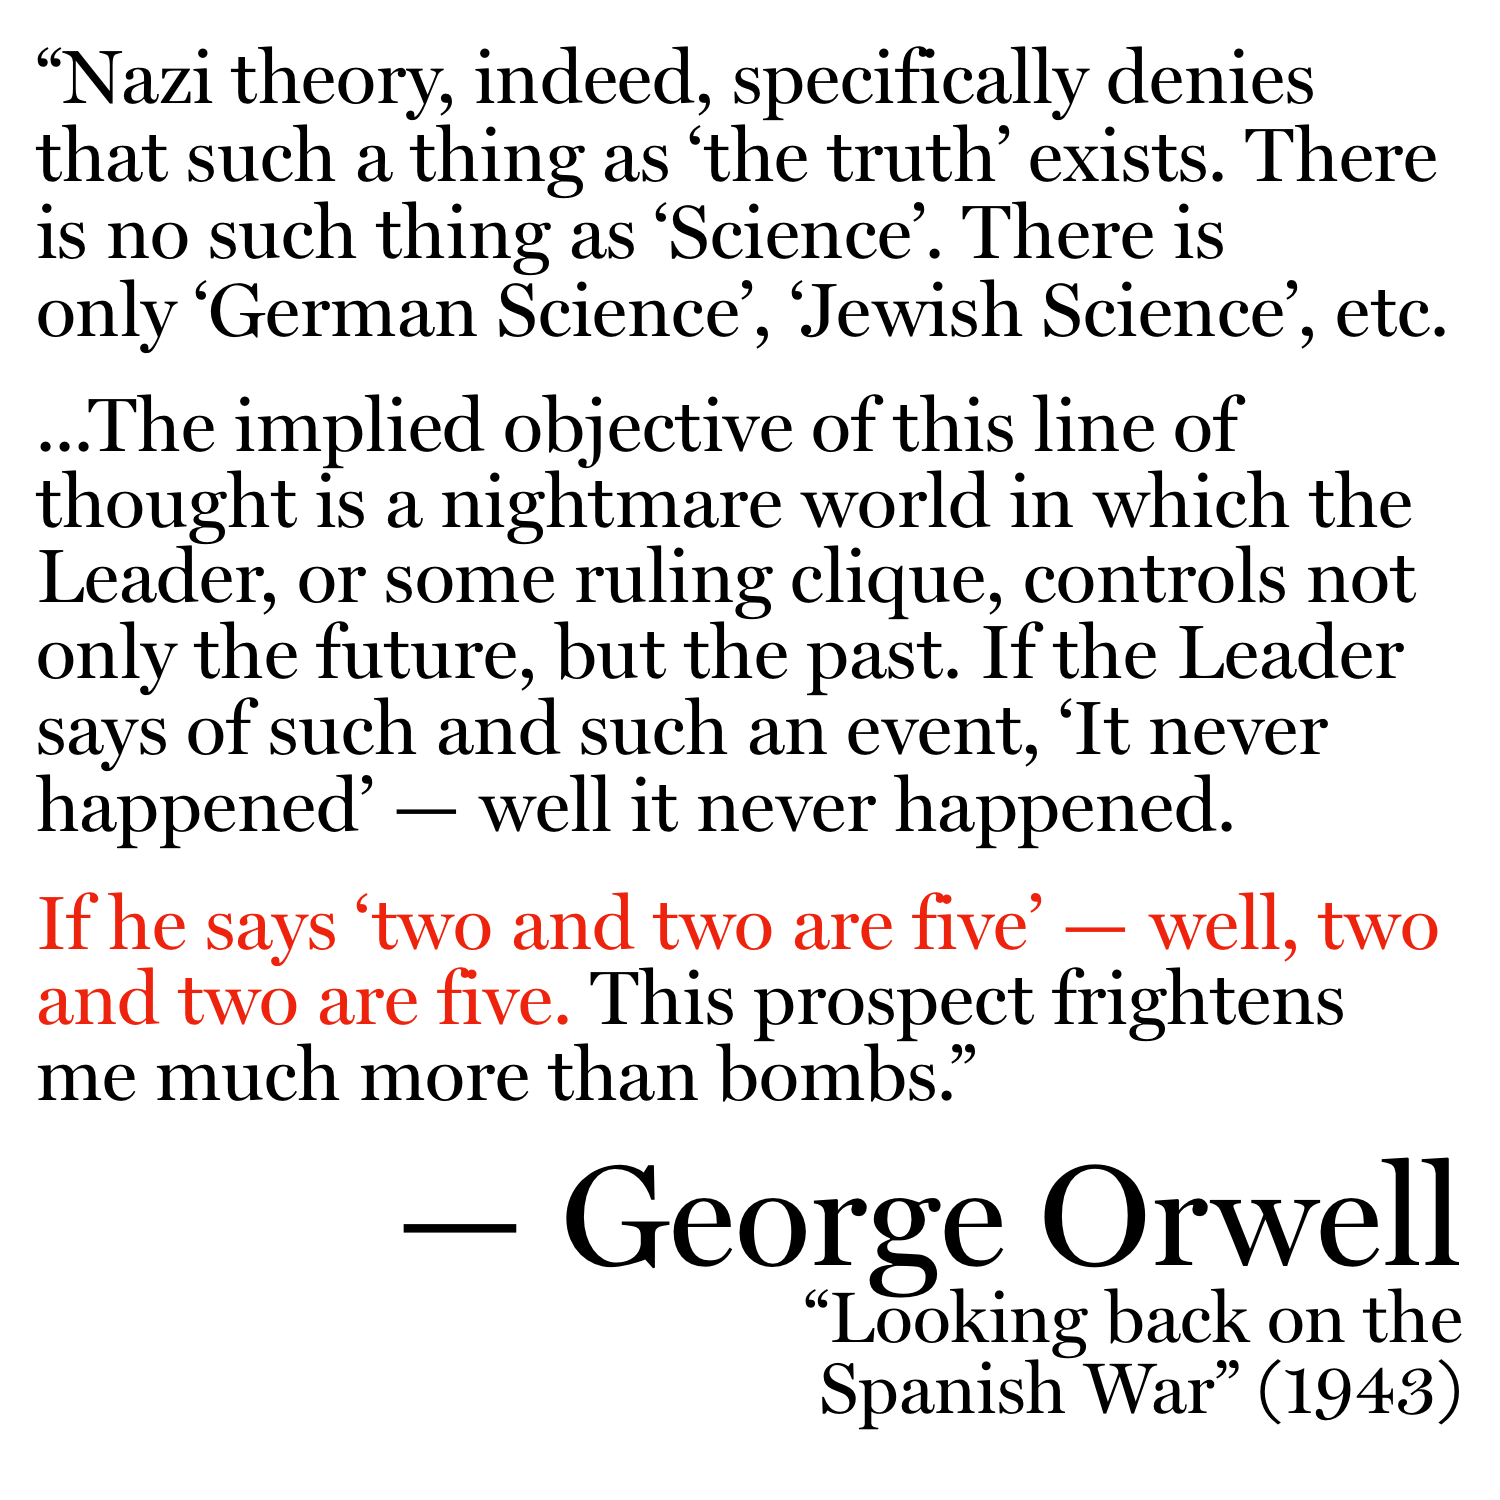 “Nazi theory, indeed, specifically denies
that such a thing as ‘the truth’ exists. There
is no such thing as ‘Science’. There is
only ‘German Science’, ‘Jewish Science’, etc.
...The implied objective of this line of
thought is a nightmare world in which the
Leader, or some ruling clique, controls not
only the future, but the past. If the Leader
says of such and such an event, ‘It never
happened’ — well it never happened.
If he says ‘two and two are five’ — well, two
and two are five. This prospect frightens
me much more than bombs.”
— George Orwell
“Looking back on the
Spanish War” (1943)